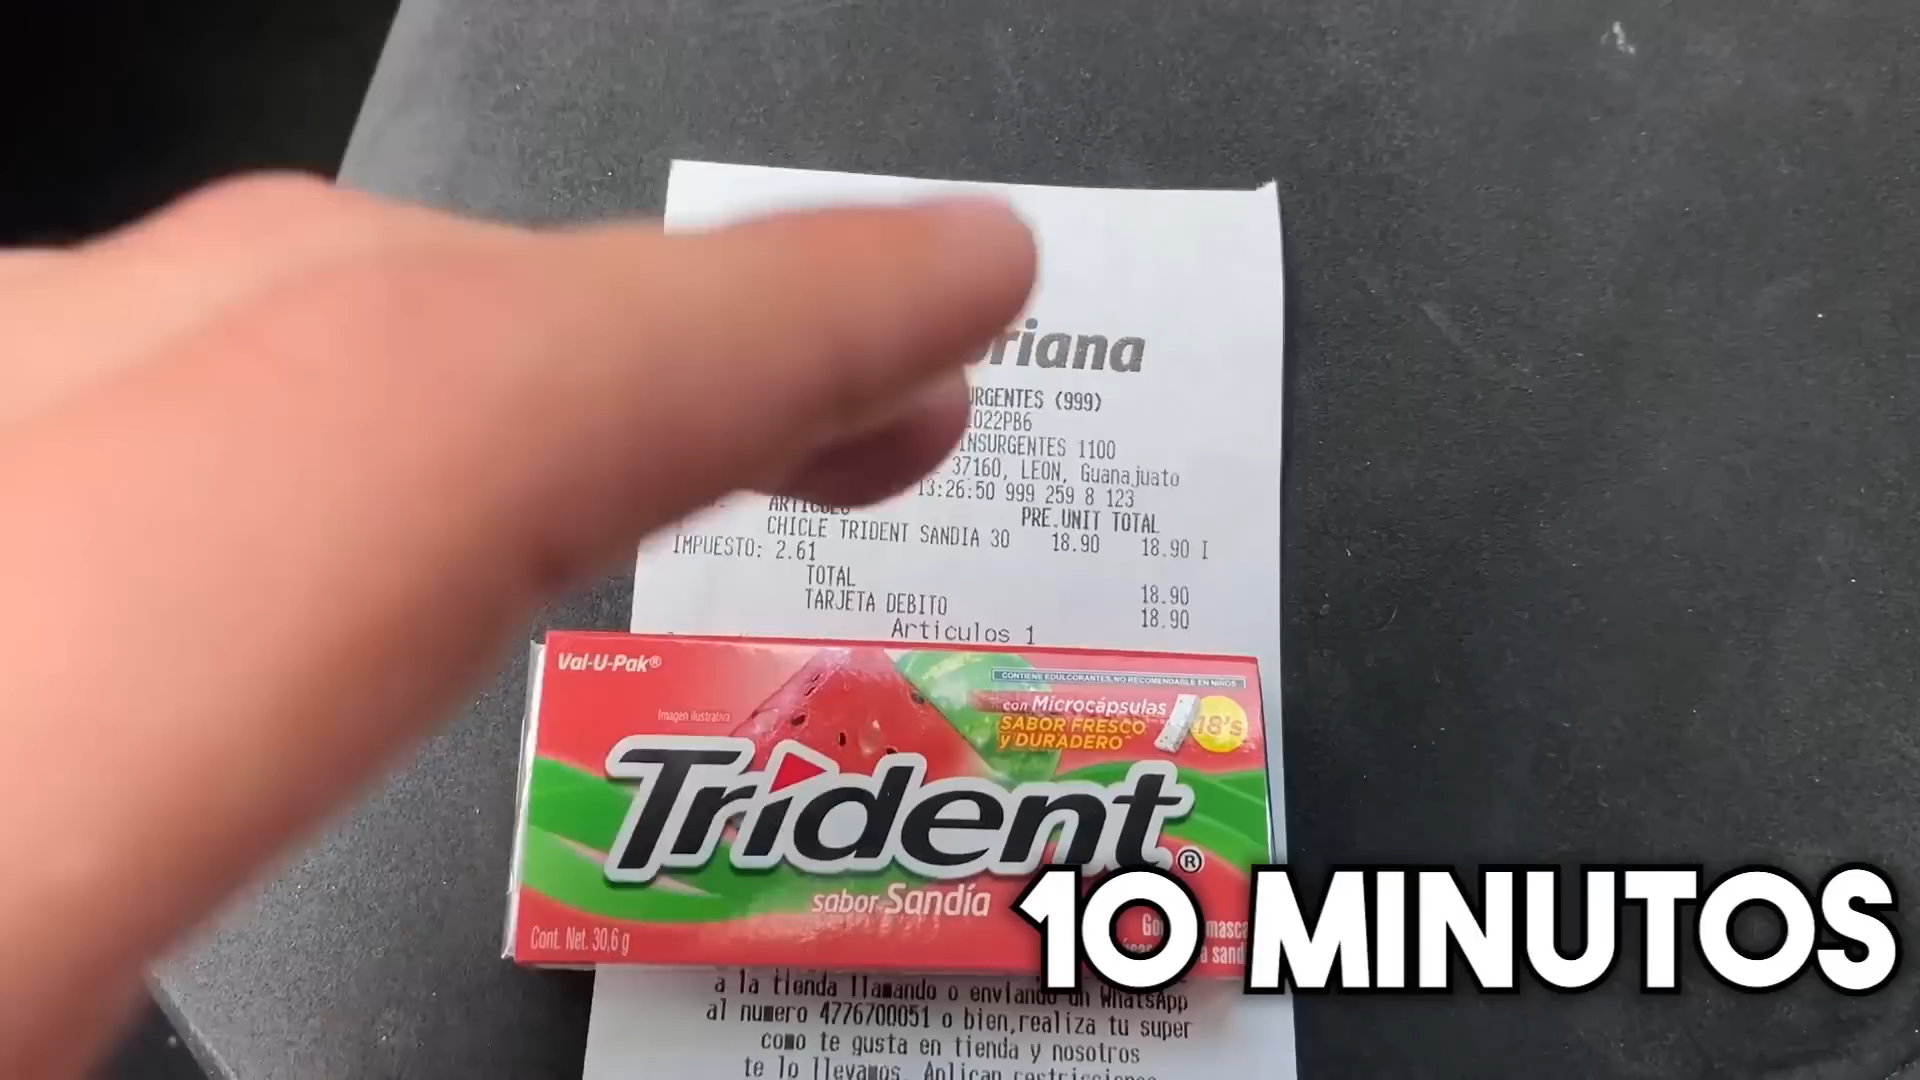 riana
URGENTES (999)
1022PB6
INSURGENTES 1100
37160, LEON, Guanajuato
13:26:50 999 259 8 123
ARTICULO PRE.UNIT TOTAL
CHICLE TRIDENT SANDIA 30 18.90 18.90 I
IMPUESTO: 2.61
TOTAL 18.90
TARJETA DEBITO 18.90
Articulos 1
Val-U-Pak®
CONTIENE EDULCORANTES, NO RECOMENDABLE EN NIÑOS
Imagen ilustrativa
con Microcápsulas
18's
SABOR FRESCO
y DURADERO
Trident®
sabor Sandía
Cont. Net. 30,6 g
10 MINUTOS
a la tienda llamando o enviando un WhatsApp
al numero 4776700051 o bien,realiza tu super
como te gusta en tienda y nosotros
te lo llevamos. Aplican restricciones